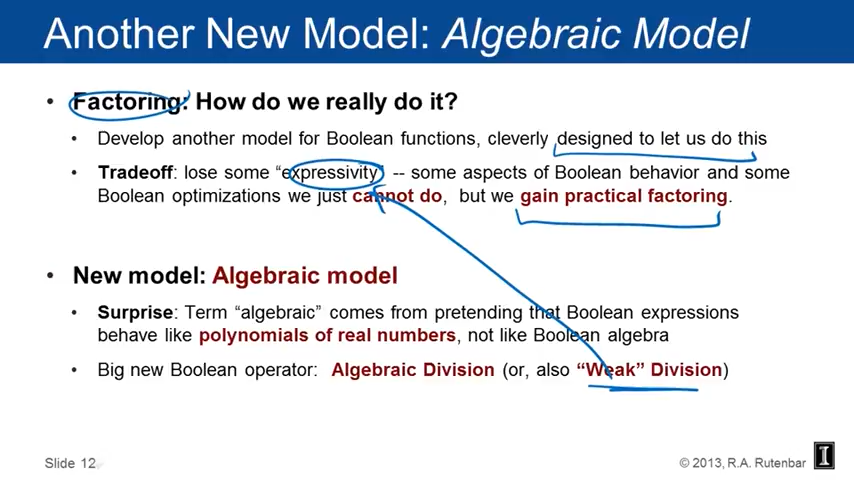 Another New Model: Algebraic Model
• Factoring: How do we really do it?
• Develop another model for Boolean functions, cleverly designed to let us do this
• Tradeoff: lose some “expressivity” -- some aspects of Boolean behavior and some
Boolean optimizations we just cannot do, but we gain practical factoring.
• New model: Algebraic model
• Surprise: Term “algebraic” comes from pretending that Boolean expressions
behave like polynomials of real numbers, not like Boolean algebra
• Big new Boolean operator: Algebraic Division (or, also “Weak” Division)
Slide 12
© 2013, R.A. Rutenbar
I